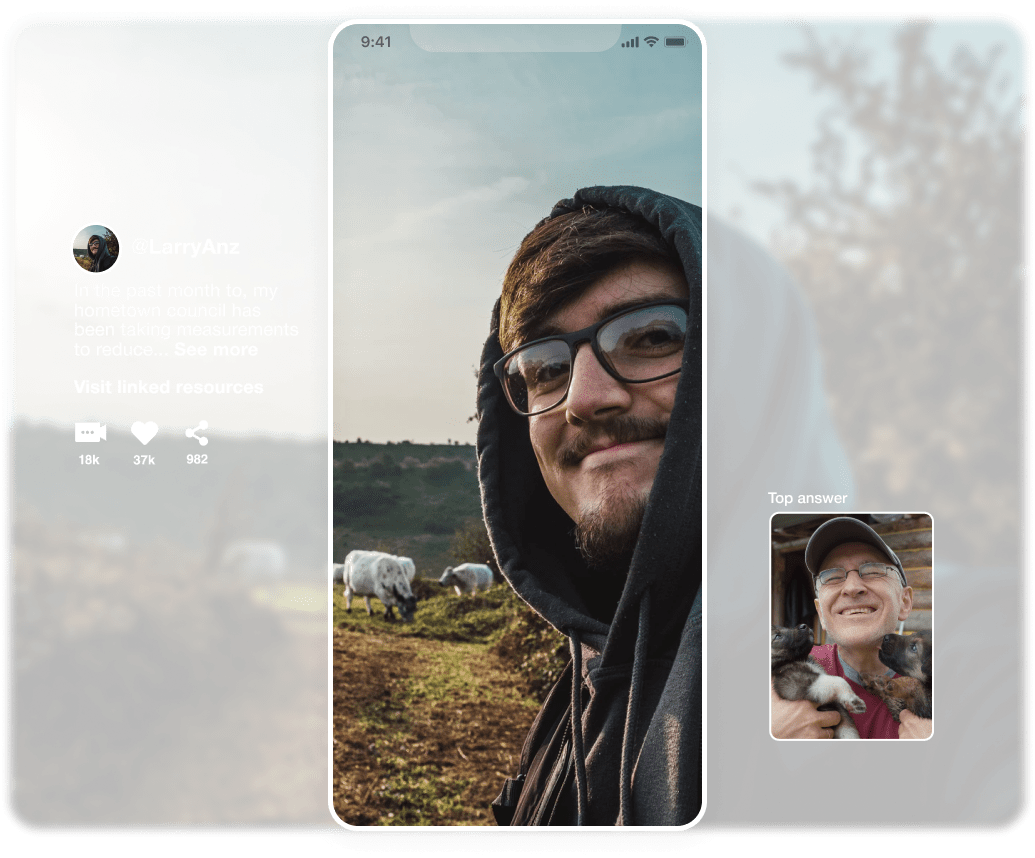 9:41
@LarryAnz
In the past month to, my
hometown council has
been taking measurements
to reduce... See more
Visit linked resources
18k
37k
982
Top answer